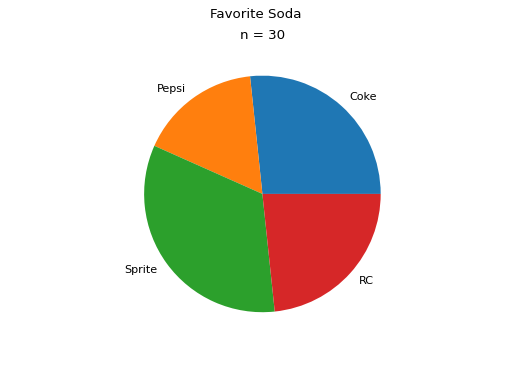 Favorite Soda
n = 30
Pepsi
Coke
Sprite
RC